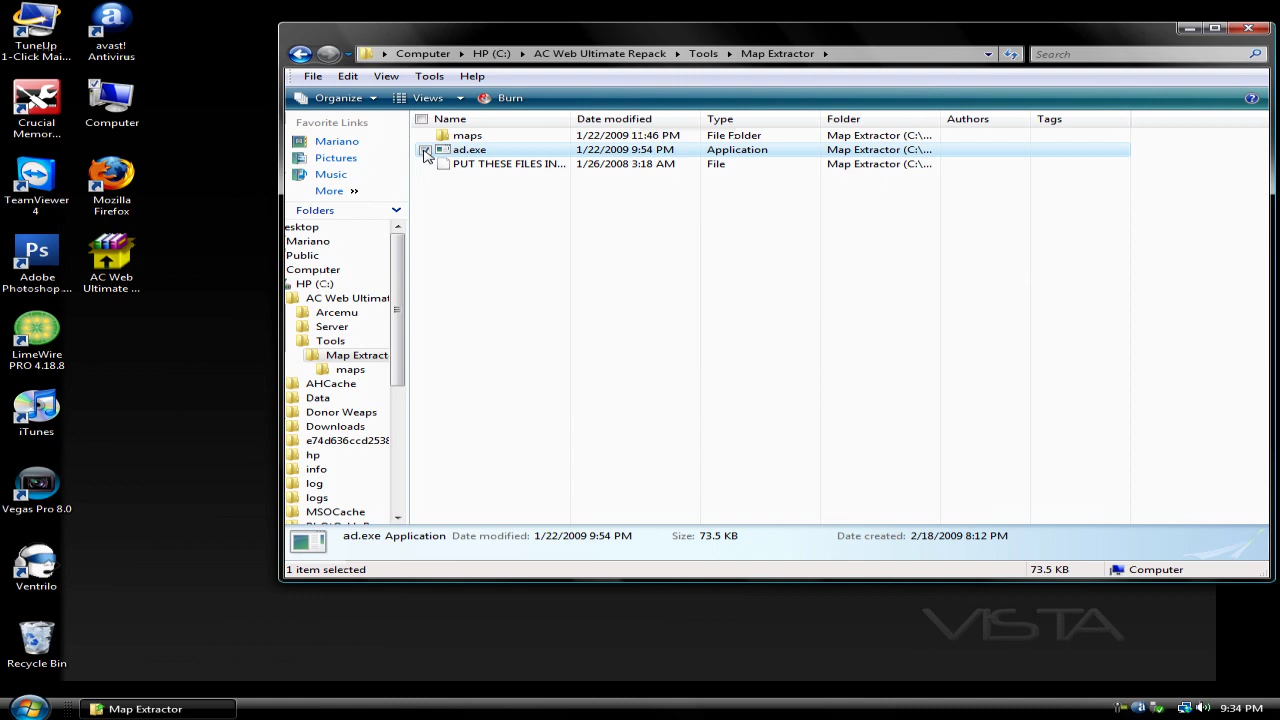 TuneUp
1-Click Mai...
avast!
Antivirus
Crucial
Memor...
Computer
TeamViewer
4
Mozilla
Firefox
Ps
Adobe
Photoshop....
AC Web
Ultimate ...
LimeWire
PRO 4.18.8
iTunes
Vegas Pro 8.0
Ventrilo
Recycle Bin
Computer HP (C:) AC Web Ultimate Repack Tools Map Extractor
Search
File Edit View Tools Help
Organize Views Burn
Favorite Links
Mariano
Pictures
Music
More »
Folders
esktop
Mariano
Public
Computer
HP (C:)
AC Web Ultimat
Arcemu
Server
Tools
Map Extract
maps
AHCache
Data
Donor Weaps
Downloads
e74d636ccd2538
hp
info
log
logs
MSOCache
Name Date modified Type Folder Authors Tags
maps 1/22/2009 11:46 PM File Folder Map Extractor (C:\...
ad.exe 1/22/2009 9:54 PM Application Map Extractor (C:\...
PUT THESE FILES IN... 1/26/2008 3:18 AM File Map Extractor (C:\...
ad.exe Application Date modified: 1/22/2009 9:54 PM Size: 73.5 KB Date created: 2/18/2009 8:12 PM
1 item selected 73.5 KB Computer
VISTA
Map Extractor
9:34 PM